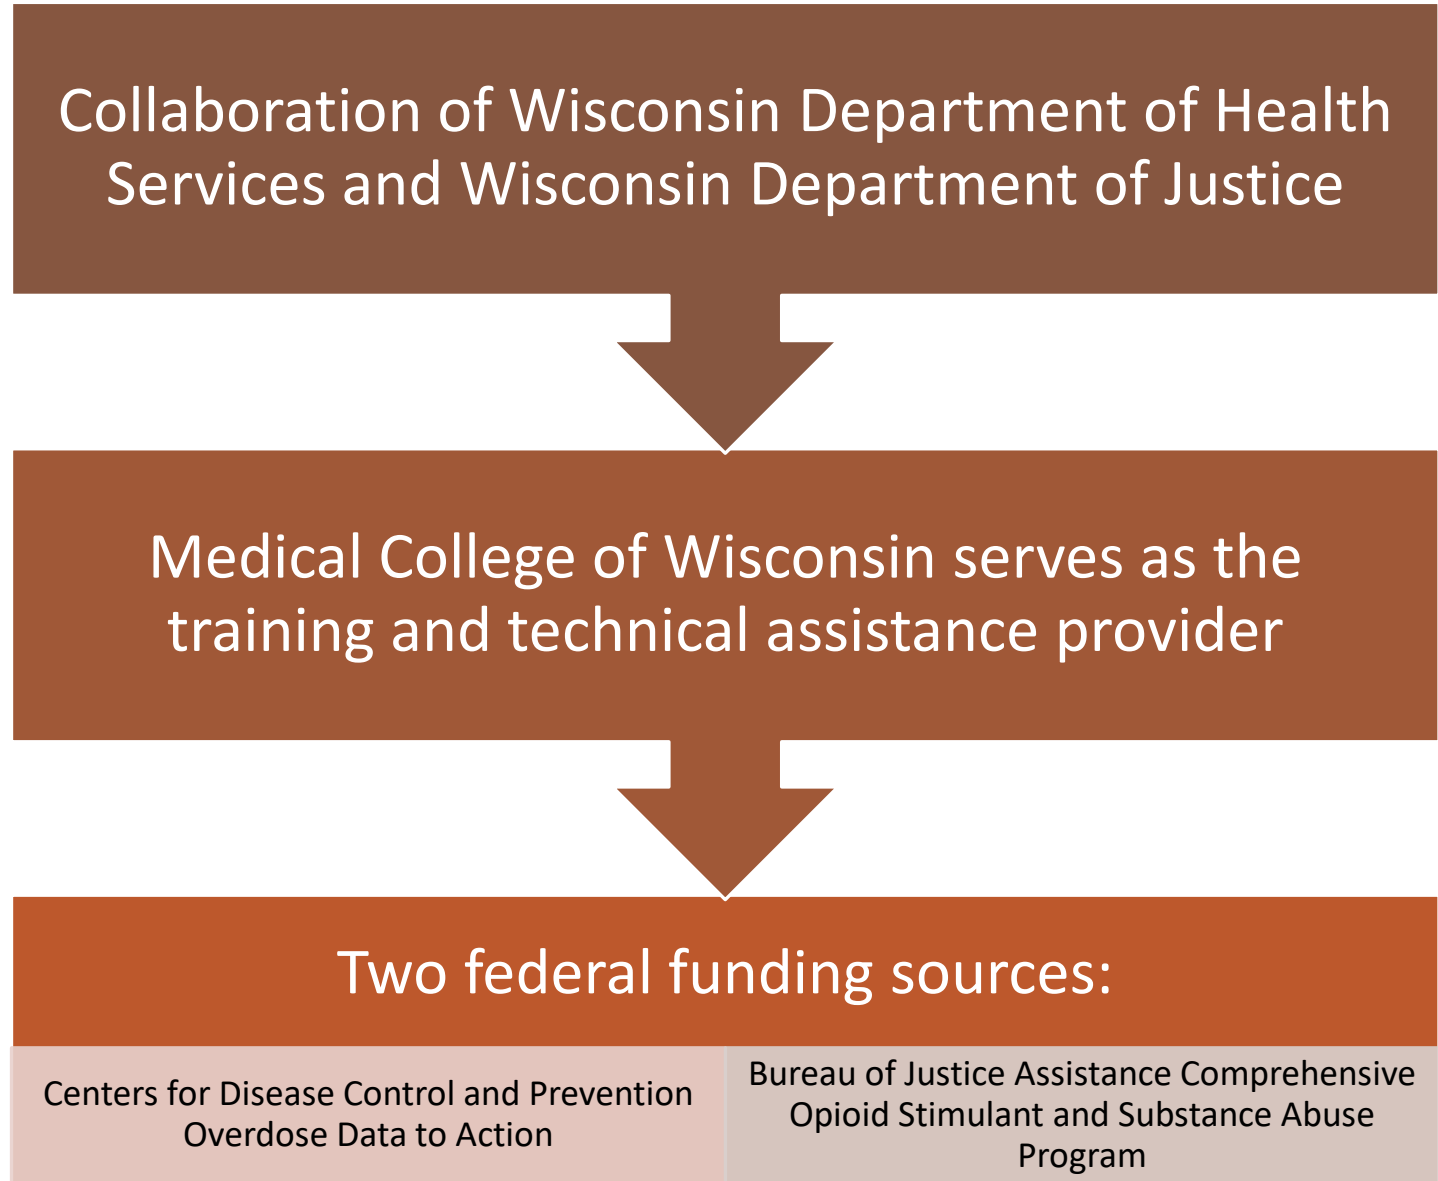 Collaboration of Wisconsin Department of Health
Services and Wisconsin Department of Justice
Medical College of Wisconsin serves as the
training and technical assistance provider
Two federal funding sources:
Centers for Disease Control and Prevention
Overdose Data to Action
Bureau of Justice Assistance Comprehensive
Opioid Stimulant and Substance Abuse
Program